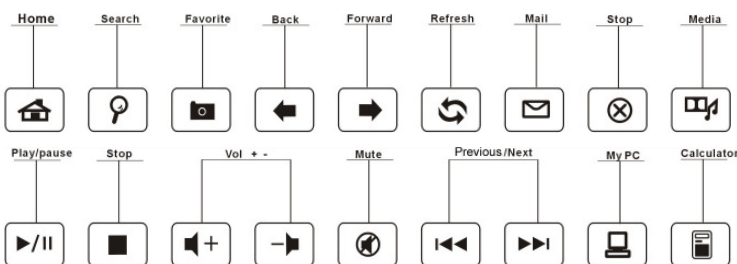 Home Search Favorite Back Forward Refresh Mail Stop Media
Play/pause Stop Vol + - Mute Previous/Next My PC Calculator